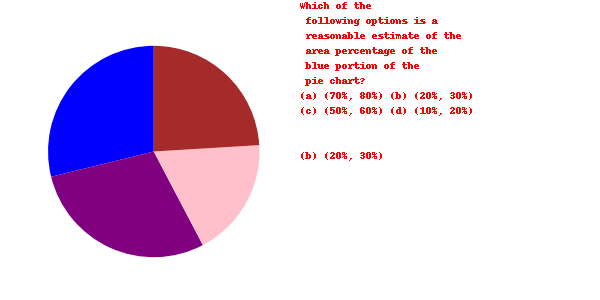 Which of the
following options is a
reasonable estimate of the
area percentage of the
blue portion of the
pie chart?
(a) (70%, 80%) (b) (20%, 30%)
(c) (50%, 60%) (d) (10%, 20%)
(b) (20%, 30%)